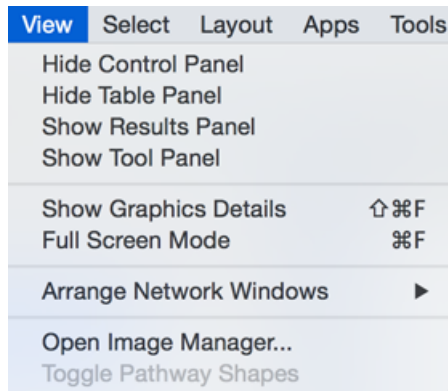 View Select Layout Apps Tools
Hide Control Panel
Hide Table Panel
Show Results Panel
Show Tool Panel
Show Graphics Details ⇧⌘F
Full Screen Mode ⌘F
Arrange Network Windows ▶
Open Image Manager...
Toggle Pathway Shapes